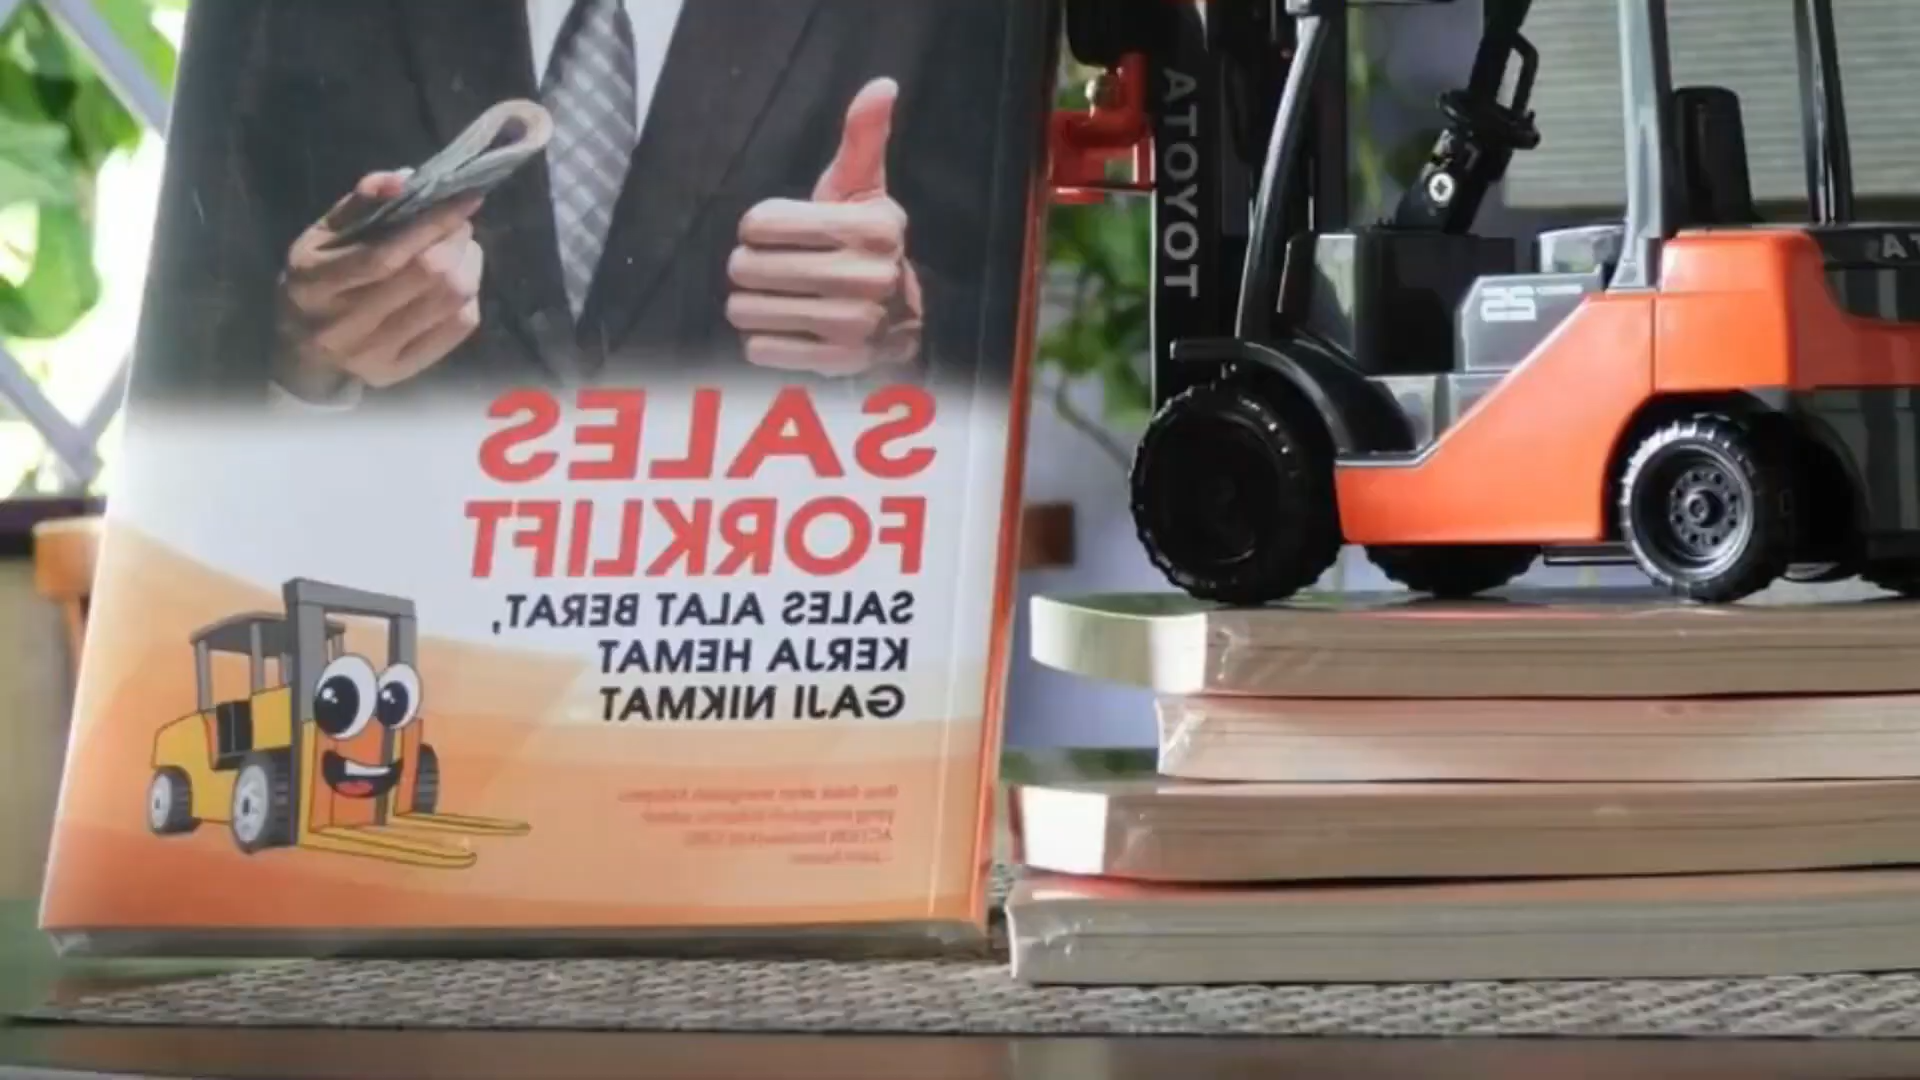 SALES
FORKLIFT
SALES ALAT BERAT,
KERJA HEMAT
GAJI NIKMAT
TOYOTA
25